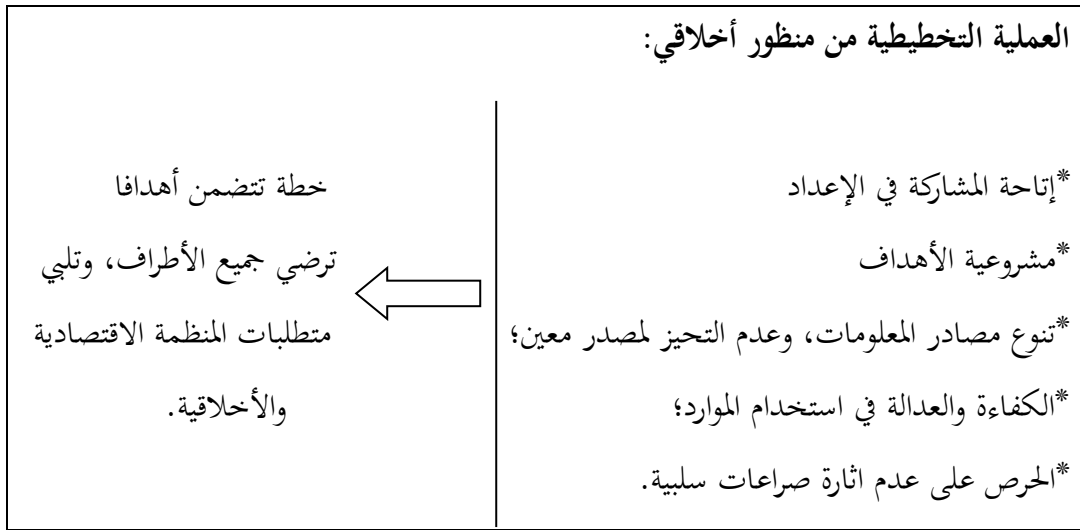 العملية التخطيطية من منظور أخلاقي:
*إتاحة المشاركة في الإعداد
*مشروعية الأهداف
*تنوع مصادر المعلومات، وعدم التحيز لمصدر معين؛
*الكفاءة والعدالة في استخدام الموارد؛
*الحرص على عدم اثارة صراعات سلبية.
خطة تتضمن أهدافا
ترضي جميع الأطراف، وتلبي
متطلبات المنظمة الاقتصادية
والأخلاقية.